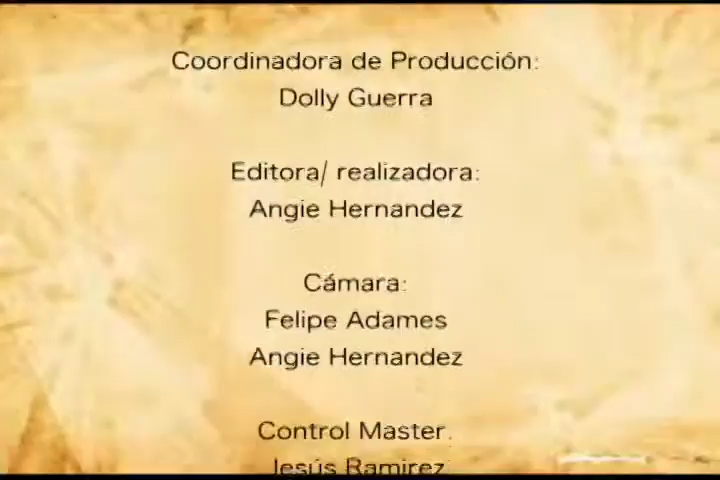 Coordinadora de Producción:
Dolly Guerra
Editora/ realizadora:
Angie Hernandez
Cámara:
Felipe Adames
Angie Hernandez
Control Master:
Jesús Ramirez